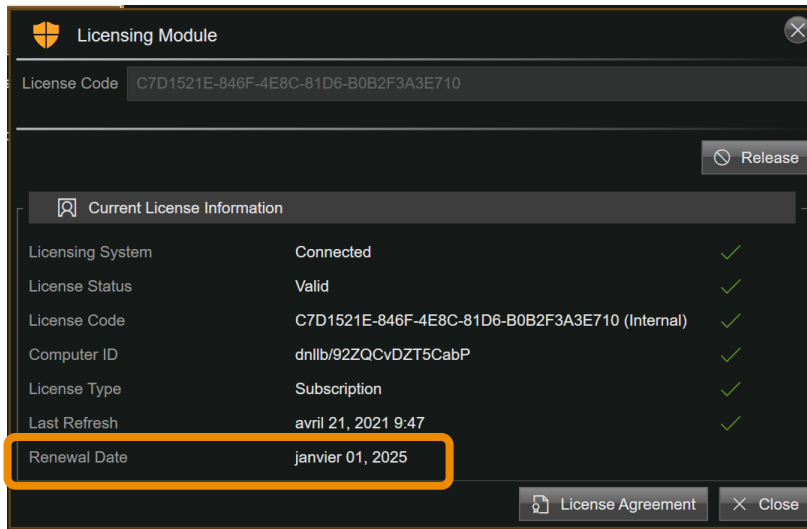 Licensing Module
License Code C7D1521E-846F-4E8C-81D6-B0B2F3A3E710
Release
Current License Information
Licensing System Connected
License Status Valid
License Code C7D1521E-846F-4E8C-81D6-B0B2F3A3E710 (Internal)
Computer ID dnllb/92ZQCvDZT5CabP
License Type Subscription
Last Refresh avril 21, 2021 9:47
Renewal Date janvier 01, 2025
License Agreement Close